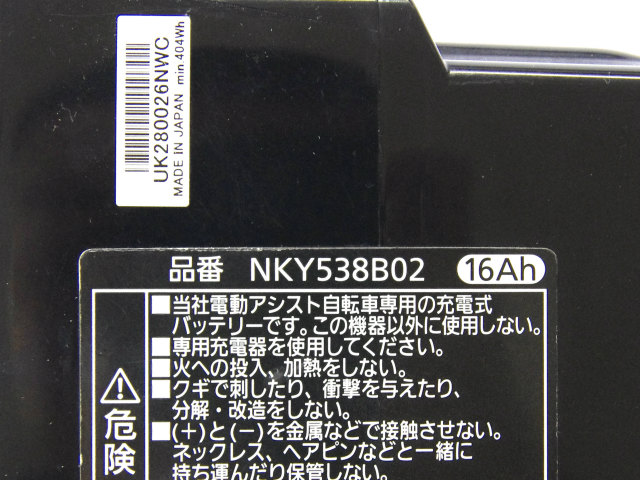 UK280026NWC
MADE IN JAPAN min.404Wh
品番 NKY538B02 16Ah
■当社電動アシスト自転車専用の充電式
バッテリーです。この機器以外に使用しない。
■専用充電器を使用してください。
■火への投入、加熱をしない。
■クギで刺したり、衝撃を与えたり、
分解・改造をしない。
■(+)と(−)を金属などで接触させない。
ネックレス、ヘアピンなどと一緒に
持ち運んだり保管しない。
危険